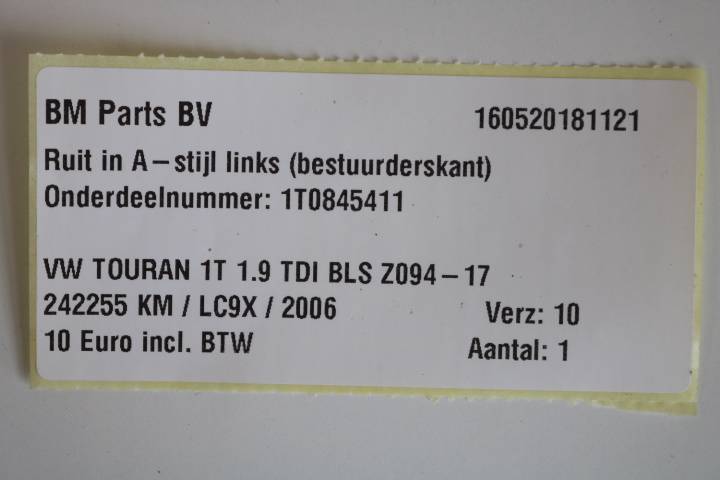 BM Parts BV 160520181121
Ruit in A-stijl links (bestuurderskant)
Onderdeelnummer: 1T0845411
VW TOURAN 1T 1.9 TDI BLS Z094-17
242255 KM / LC9X / 2006 Verz: 10
10 Euro incl. BTW Aantal: 1